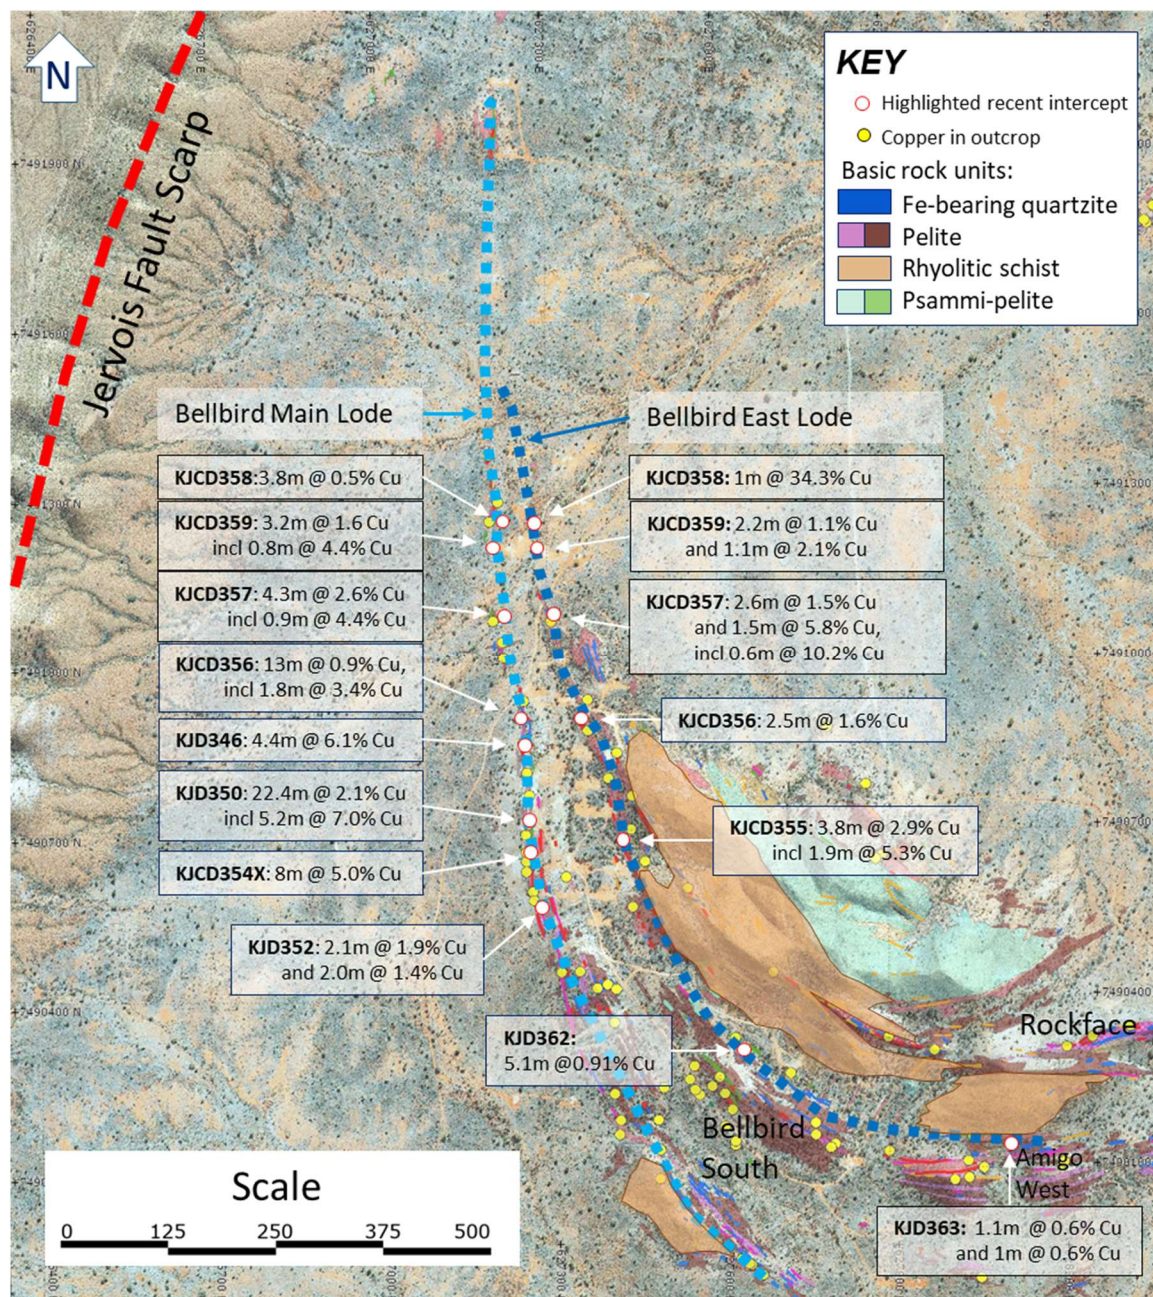 N
Jervois Fault Scarp
KEY
Highlighted recent intercept
Copper in outcrop
Basic rock units:
Fe-bearing quartzite
Pelite
Rhyolitic schist
Psammi-pelite
+7491900 N
+7491600 N
Bellbird Main Lode
Bellbird East Lode
KJCD358:3.8m @ 0.5% Cu
KJCD359: 3.2m @ 1.6 Cu
incl 0.8m @ 4.4% Cu
KJCD357: 4.3m @ 2.6% Cu
incl 0.9m @ 4.4% Cu
KJCD356: 13m @ 0.9% Cu,
incl 1.8m @ 3.4% Cu
KJD346: 4.4m @ 6.1% Cu
KJD350: 22.4m @ 2.1% Cu
incl 5.2m @ 7.0% Cu
KJCD354X: 8m @ 5.0% Cu
KJD352: 2.1m @ 1.9% Cu
and 2.0m @ 1.4% Cu
KJCD358: 1m @ 34.3% Cu
KJCD359: 2.2m @ 1.1% Cu
and 1.1m @ 2.1% Cu
KJCD357: 2.6m @ 1.5% Cu
and 1.5m @ 5.8% Cu,
incl 0.6m @ 10.2% Cu
KJCD356: 2.5m @ 1.6% Cu
KJCD355: 3.8m @ 2.9% Cu
incl 1.9m @ 5.3% Cu
+7491300 N
+7491000 N
+7490700 N
+7490700 N
+7490400 N
+7490400 N
Rockface
KJD362:
5.1m @0.91% Cu
Bellbird
South
Amigo
West
KJD363: 1.1m @ 0.6% Cu
and 1m @ 0.6% Cu
Scale
0 125 250 375 500